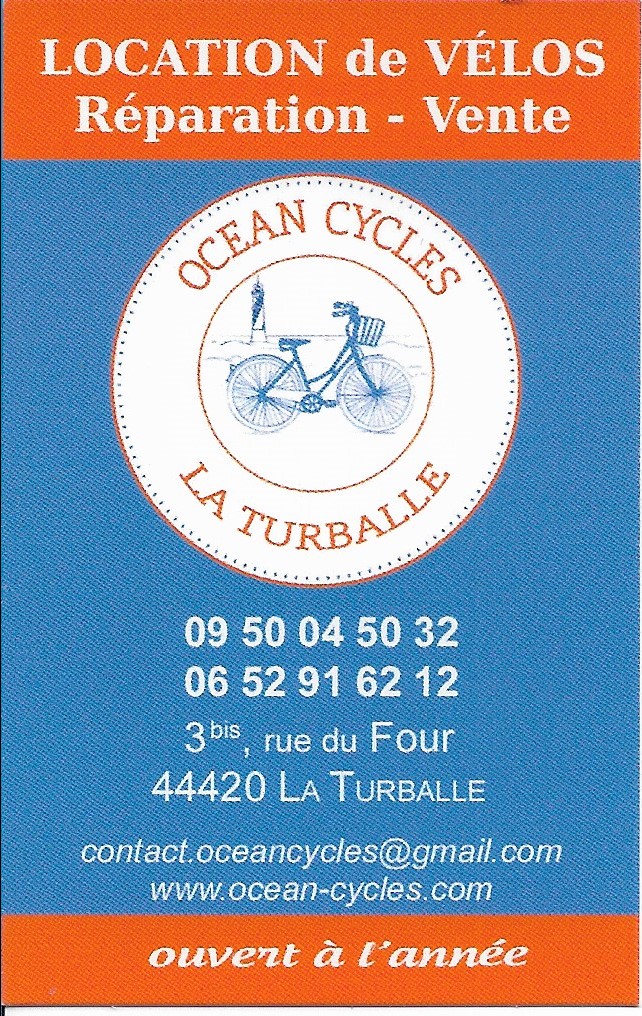 LOCATION de VÉLOS
Réparation - Vente
OCEAN CYCLES
LA TURBALLE
09 50 04 50 32
06 52 91 62 12
3bis, rue du Four
44420 LA TURBALLE
contact.oceancycles@gmail.com
www.ocean-cycles.com
ouvert à l'année